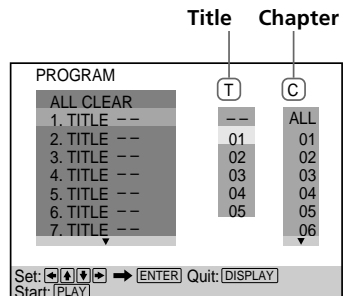 Title Chapter
PROGRAM
T C
ALL CLEAR
1. TITLE – – – – ALL
2. TITLE – – 01 01
3. TITLE – – 02 02
4. TITLE – – 03 03
5. TITLE – – 04 04
6. TITLE – – 05 05
7. TITLE – – 06
Set: ENTER Quit: DISPLAY
Start: PLAY